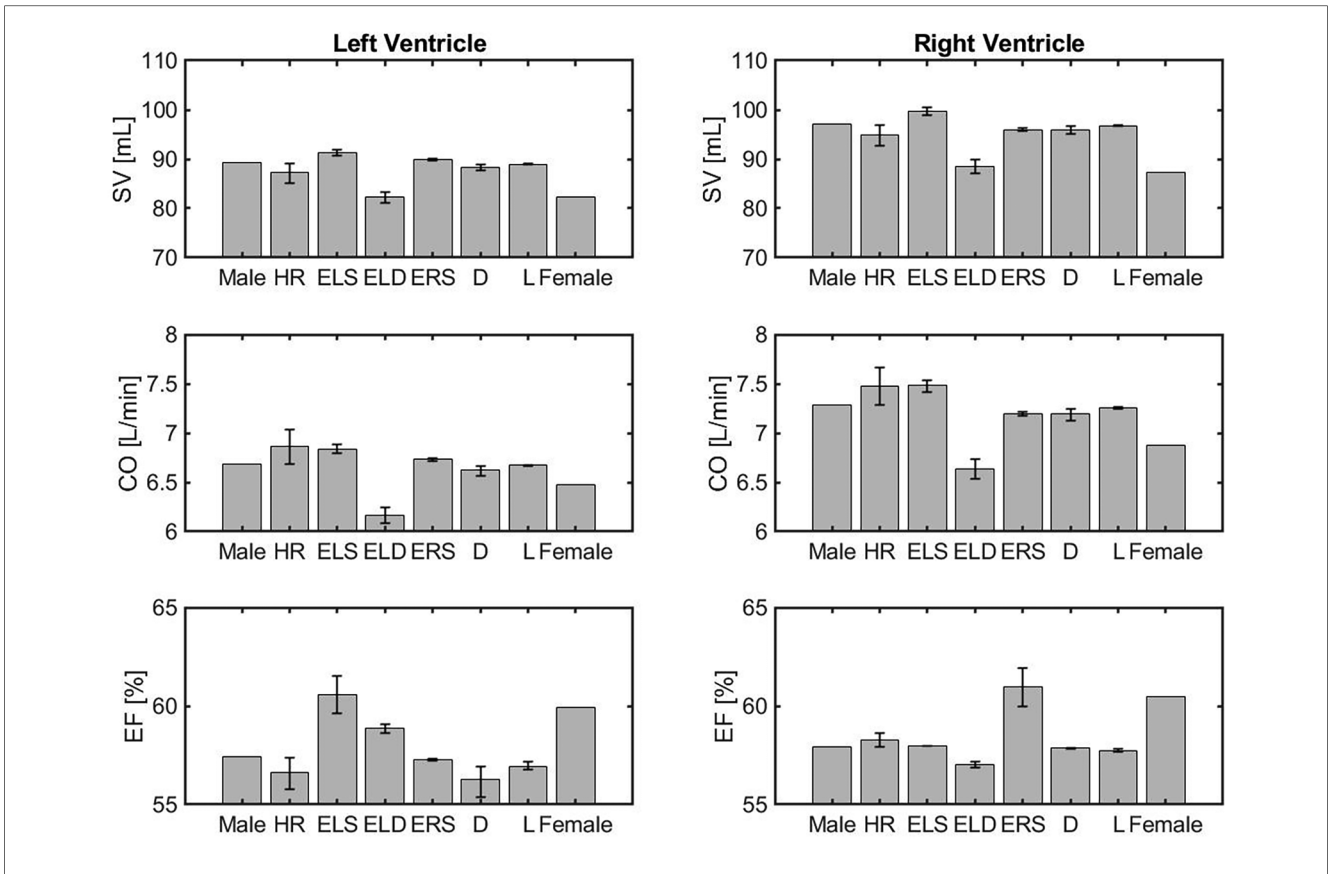 Left Ventricle
110
100
90
80
70
SV [mL]
Male HR ELS ELD ERS D L Female
Right Ventricle
110
100
90
80
70
SV [mL]
Male HR ELS ELD ERS D L Female
8
7.5
7
6.5
6
CO [L/min]
Male HR ELS ELD ERS D L Female
8
7.5
7
6.5
6
CO [L/min]
Male HR ELS ELD ERS D L Female
65
60
55
EF [%]
Male HR ELS ELD ERS D L Female
65
60
55
EF [%]
Male HR ELS ELD ERS D L Female